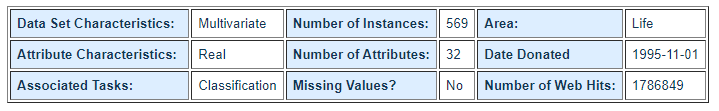 Data Set Characteristics: Multivariate Number of Instances: 569 Area: Life
Attribute Characteristics: Real Number of Attributes: 32 Date Donated 1995-11-01
Associated Tasks: Classification Missing Values? No Number of Web Hits: 1786849